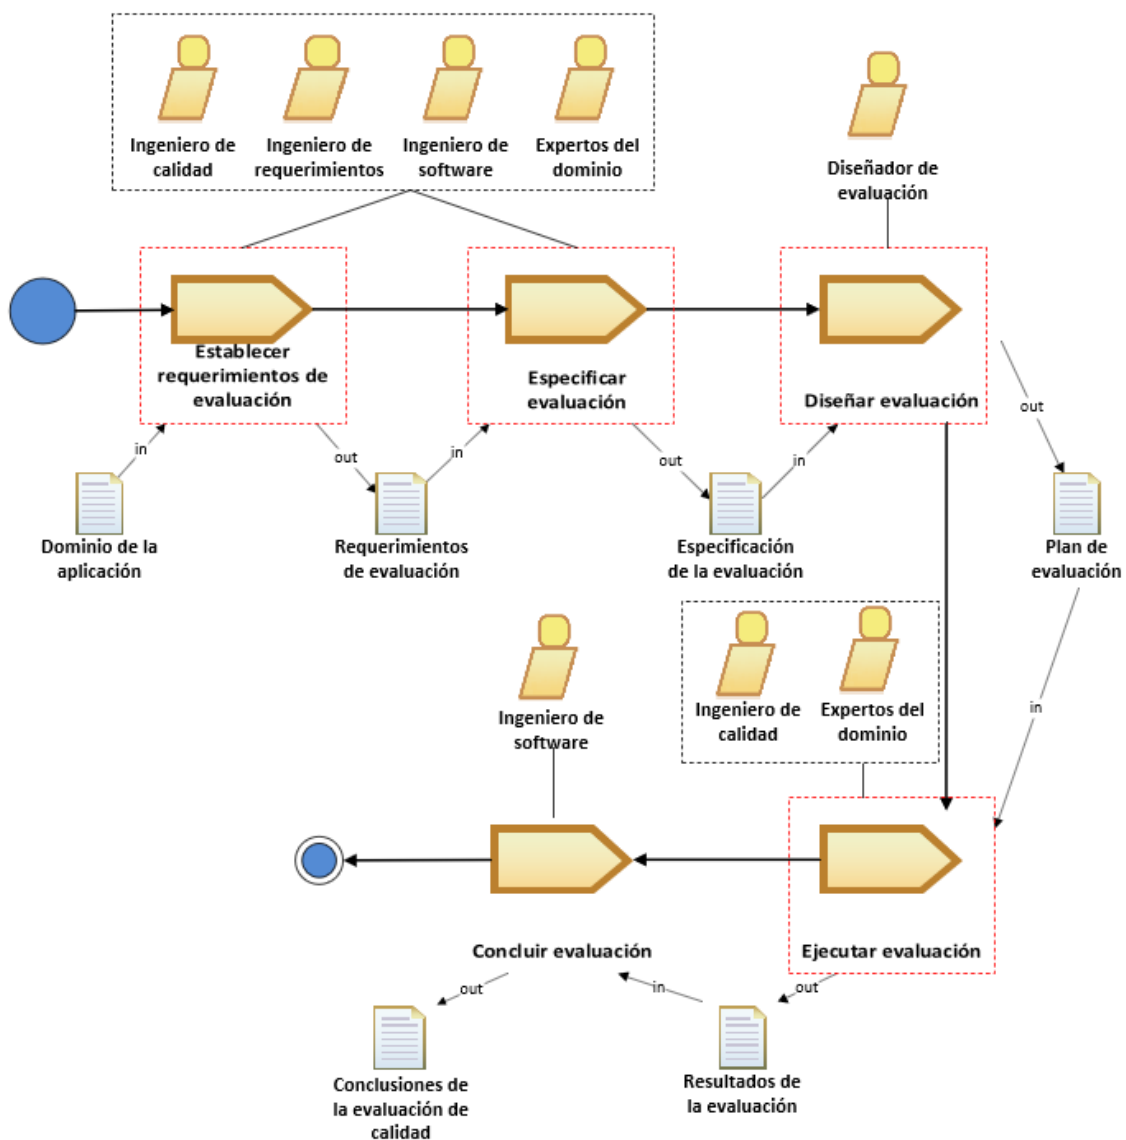 Ingeniero de
calidad
Ingeniero de
requerimientos
Ingeniero de
software
Expertos del
dominio
Diseñador de
evaluación
Establecer
requerimientos de
evaluación
Especificar
evaluación
Diseñar evaluación
in
out
in
out
in
out
Dominio de la
aplicación
Requerimientos
de evaluación
Especificación
de la evaluación
Plan de
evaluación
Ingeniero de
software
Ingeniero de
calidad
Expertos del
dominio
in
Concluir evaluación
Ejecutar evaluación
out
in
out
Conclusiones de
la evaluación de
calidad
Resultados de
la evaluación